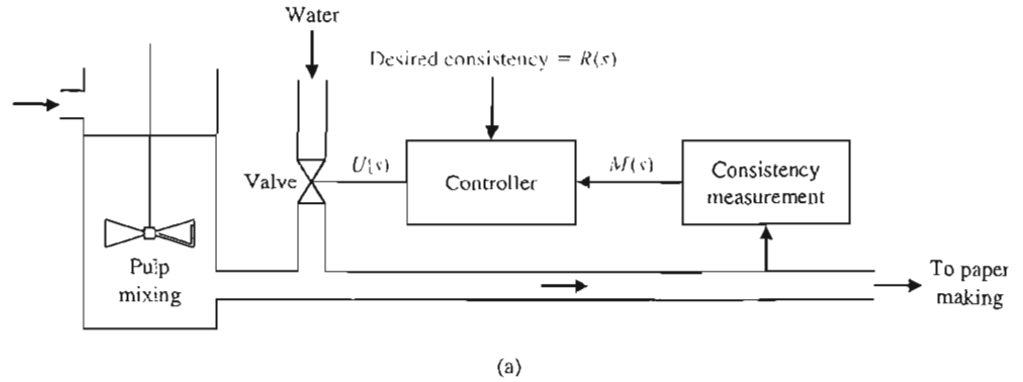 Water
Desired consistency = R(s)
Valve
U(s)
Controller
M(s)
Consistency
measurement
Pulp
mixing
To paper
making
(a)